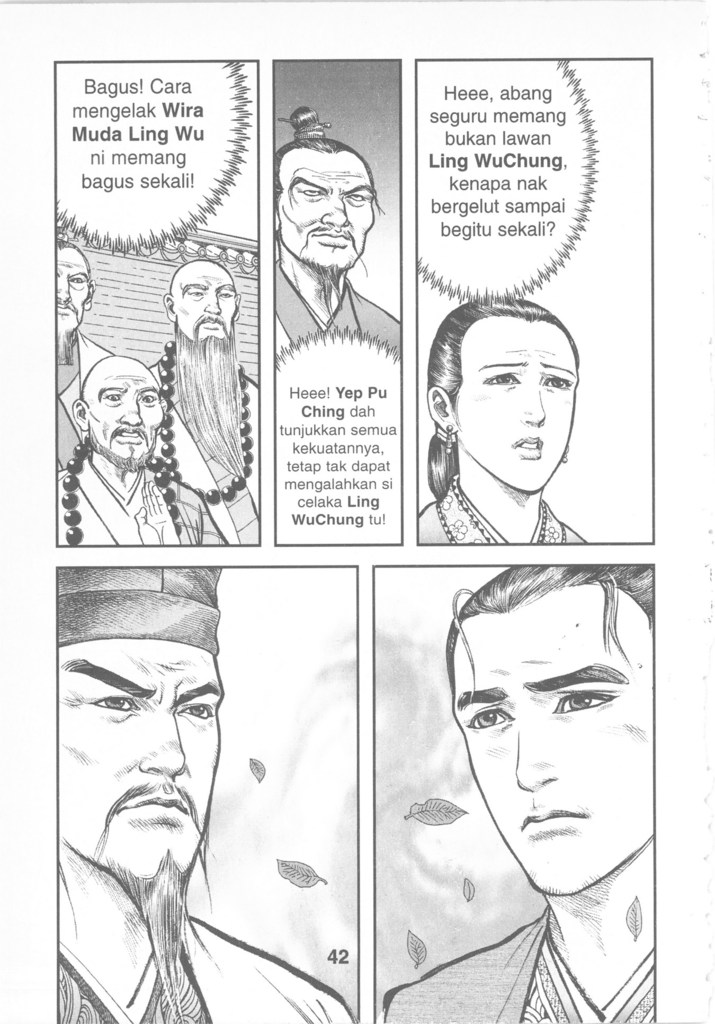 Bagus! Cara
mengelak Wira
Muda Ling Wu
ni memang
bagus sekali!
Heee! Yep Pu
Ching dah
tunjukkan semua
kekuatannya,
tetap tak dapat
mengalahkan si
celaka Ling
WuChung tu!
Heee, abang
seguru memang
bukan lawan
Ling WuChung,
kenapa nak
bergelut sampai
begitu sekali?
42